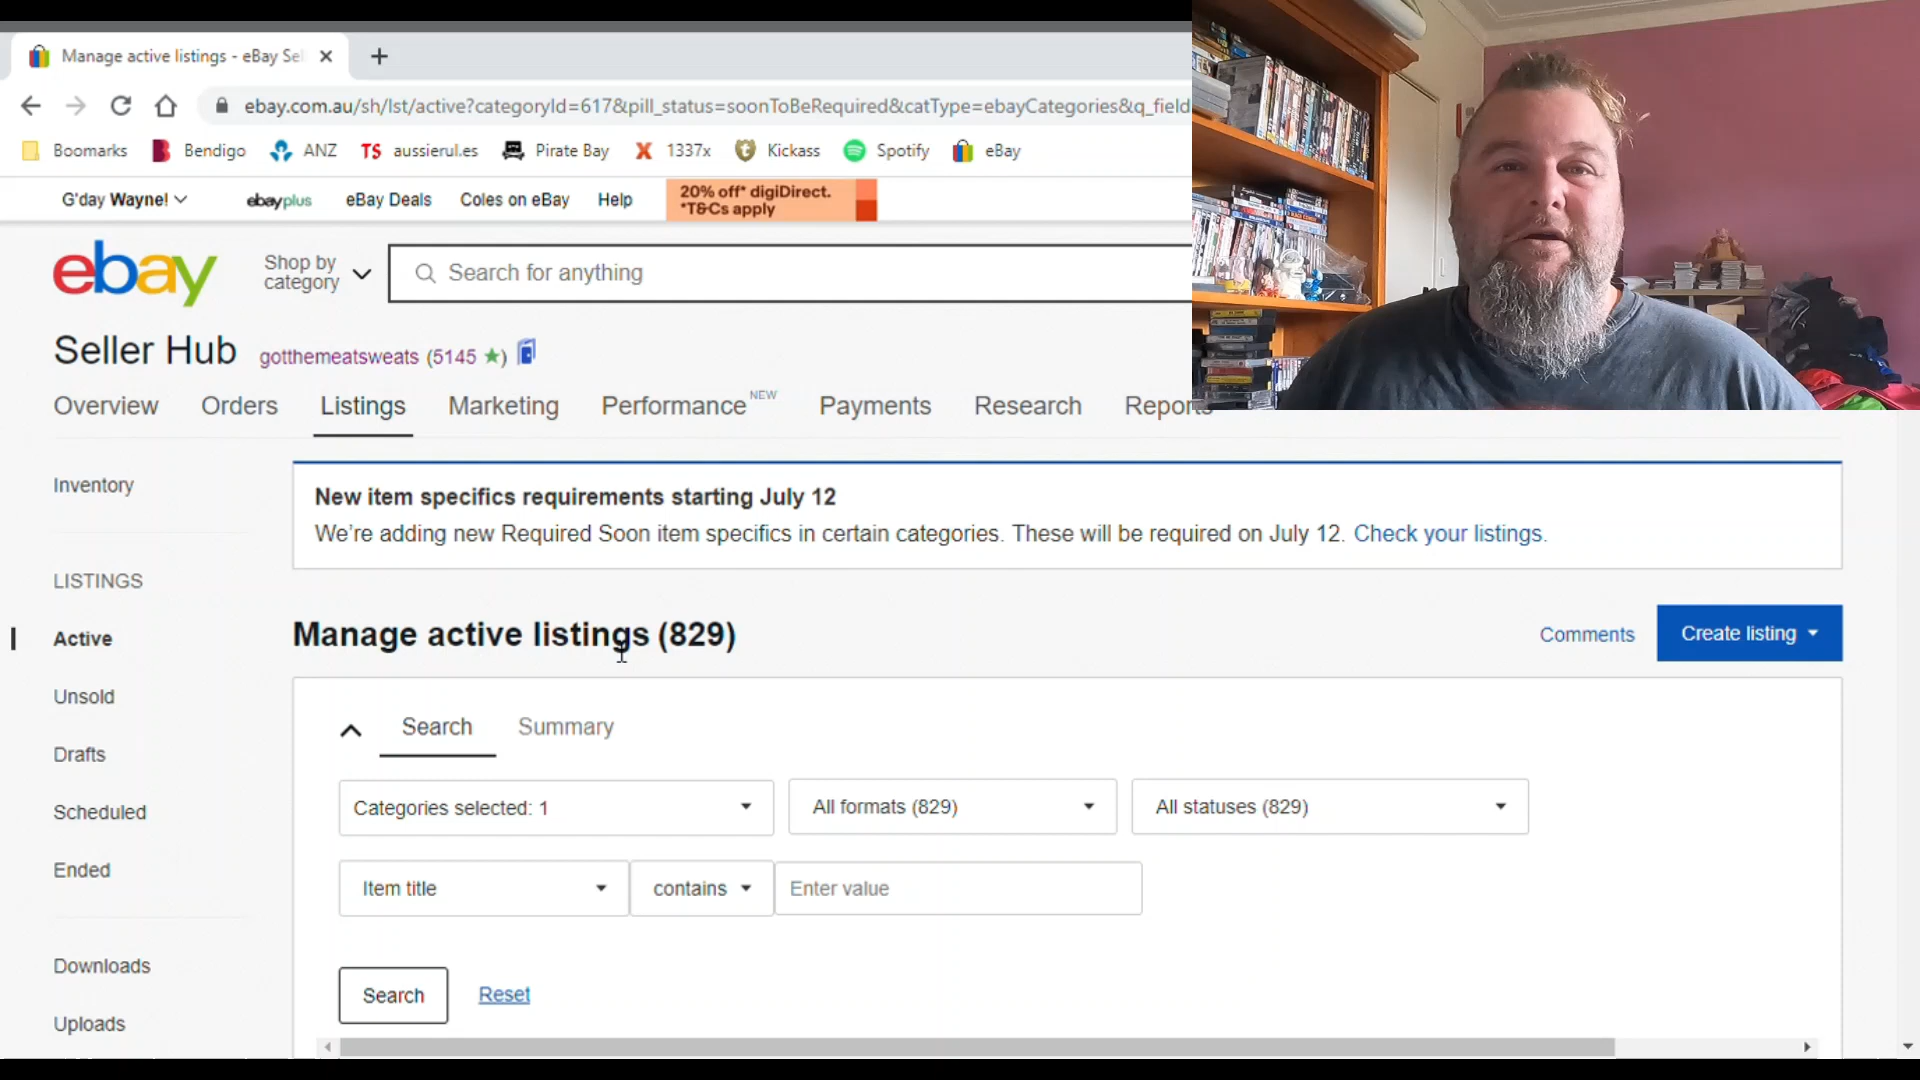 Manage active listings - eBay Sel
ebay.com.au/sh/lst/active?categoryId=617&pill_status=soonToBeRequired&catType=ebayCategories&q_field
Boomarks Bendigo ANZ TS aussierul.es Pirate Bay X 1337x Kickass Spotify eBay
G'day Wayne! ebayplus eBay Deals Coles on eBay Help
20% off* digiDirect.
*T&Cs apply
ebay
Shop by
category
Search for anything
Seller Hub gotthemeatsweats (5145 ★)
Overview Orders Listings Marketing Performance NEW Payments Research Reports
Inventory
LISTINGS
Active
Unsold
Drafts
Scheduled
Ended
Downloads
Uploads
New item specifics requirements starting July 12
We're adding new Required Soon item specifics in certain categories. These will be required on July 12. Check your listings.
Manage active listings (829)
Comments
Create listing
Search Summary
Categories selected: 1 All formats (829) All statuses (829)
Item title contains Enter value
Search Reset